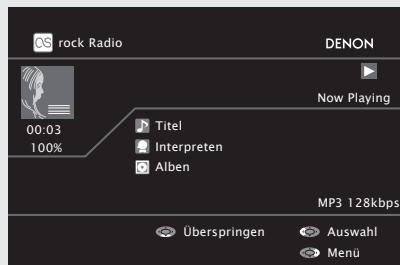 rock Radio
DENON
Now Playing
00:03
100%
Titel
Interpreten
Alben
MP3 128kbps
Überspringen
Auswahl
Menü